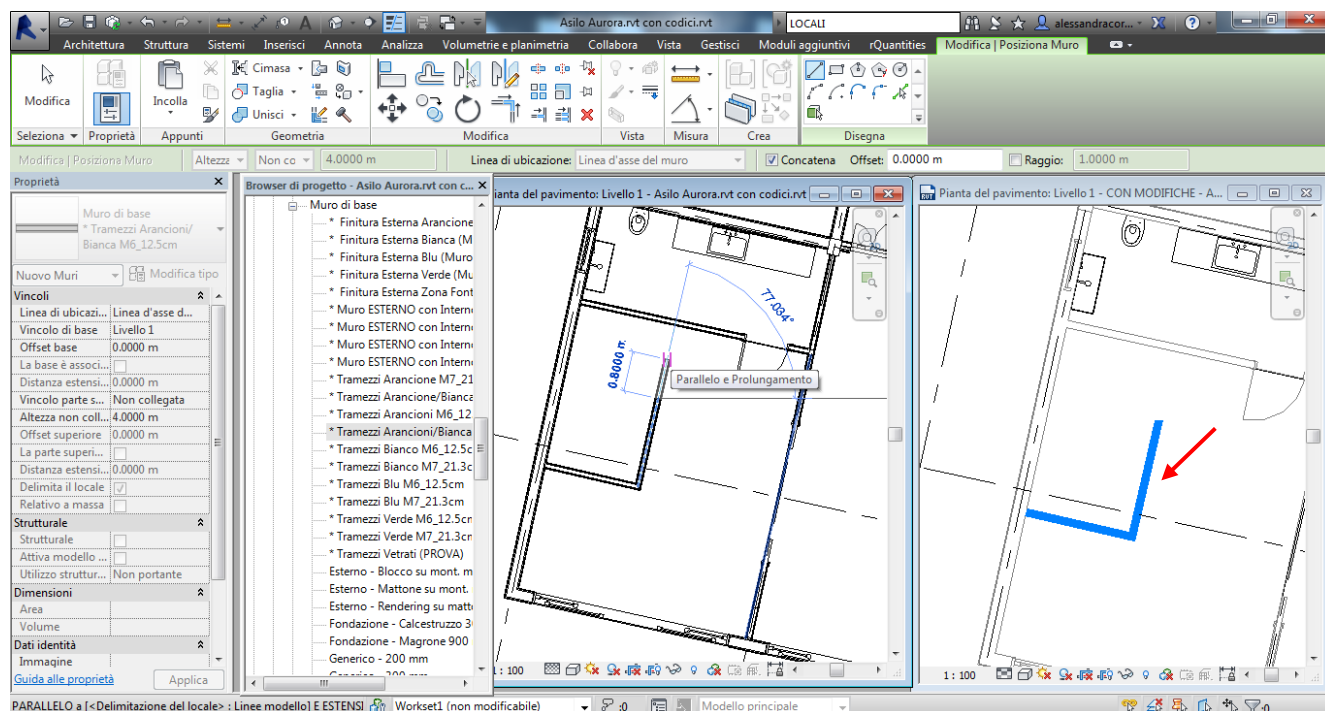 Asilo Aurora.rvt con codici.rvt
LOCALI
alessandracor...
Architettura Struttura Sistemi Inserisci Annota Analizza Volumetrie e planimetria Collabora Vista Gestisci Moduli aggiuntivi rQuantities Modifica | Posiziona Muro
Modifica
Incolla
Cimasa
Taglia
Unisci
Seleziona Proprietà Appunti Geometria Modifica Vista Misura Crea Disegna
Modifica | Posiziona Muro Altezz Non co 4.0000 m Linea di ubicazione: Linea d'asse del muro Concatena Offset: 0.0000 m Raggio: 1.0000 m
Proprietà
Muro di base
* Tramezzi Arancioni/
Bianca M6_12.5cm
Nuovo Muri Modifica tipo
Vincoli
Linea di ubicazi... Linea d'asse d...
Vincolo di base Livello 1
Offset base 0.0000 m
La base è associ...
Distanza estensi... 0.0000 m
Vincolo parte s... Non collegata
Altezza non coll... 4.0000 m
Offset superiore 0.0000 m
La parte superi...
Distanza estensi... 0.0000 m
Delimita il locale
Relativo a massa
Strutturale
Strutturale
Attiva modello ...
Utilizzo struttur... Non portante
Dimensioni
Area
Volume
Dati identità
Immagine
Guida alle proprietà Applica
Browser di progetto - Asilo Aurora.rvt con c...
Muro di base
* Finitura Esterna Arancione
* Finitura Esterna Bianca (M
* Finitura Esterna Blu (Muro
* Finitura Esterna Verde (Mu
* Finitura Esterna Zona Font
* Muro ESTERNO con Intern
* Muro ESTERNO con Intern
* Muro ESTERNO con Intern
* Muro ESTERNO con Intern
* Tramezzi Arancione M7_21
* Tramezzi Arancione/Bianca
* Tramezzi Arancioni M6_12
* Tramezzi Arancioni/Bianca
* Tramezzi Bianco M6_12.5c
* Tramezzi Bianco M7_21.3c
* Tramezzi Blu M6_12.5cm
* Tramezzi Blu M7_21.3cm
* Tramezzi Verde M6_12.5cr
* Tramezzi Verde M7_21.3cm
* Tramezzi Vetrati (PROVA)
Esterno - Blocco su mont. m
Esterno - Mattone su mont.
Esterno - Rendering su matt
Fondazione - Calcestruzzo 3
Fondazione - Magrone 900
Generico - 200 mm
ianta del pavimento: Livello 1 - Asilo Aurora.rvt con codici.rvt
77.034°
0.8000 m
Parallelo e Prolungamento
: 100
Pianta del pavimento: Livello 1 - CON MODIFICHE - A...
1 : 100
PARALLELO a [<Delimitazione del locale> : Linee modello] E ESTENSI Workset1 (non modificabile) :0 Modello principale :0